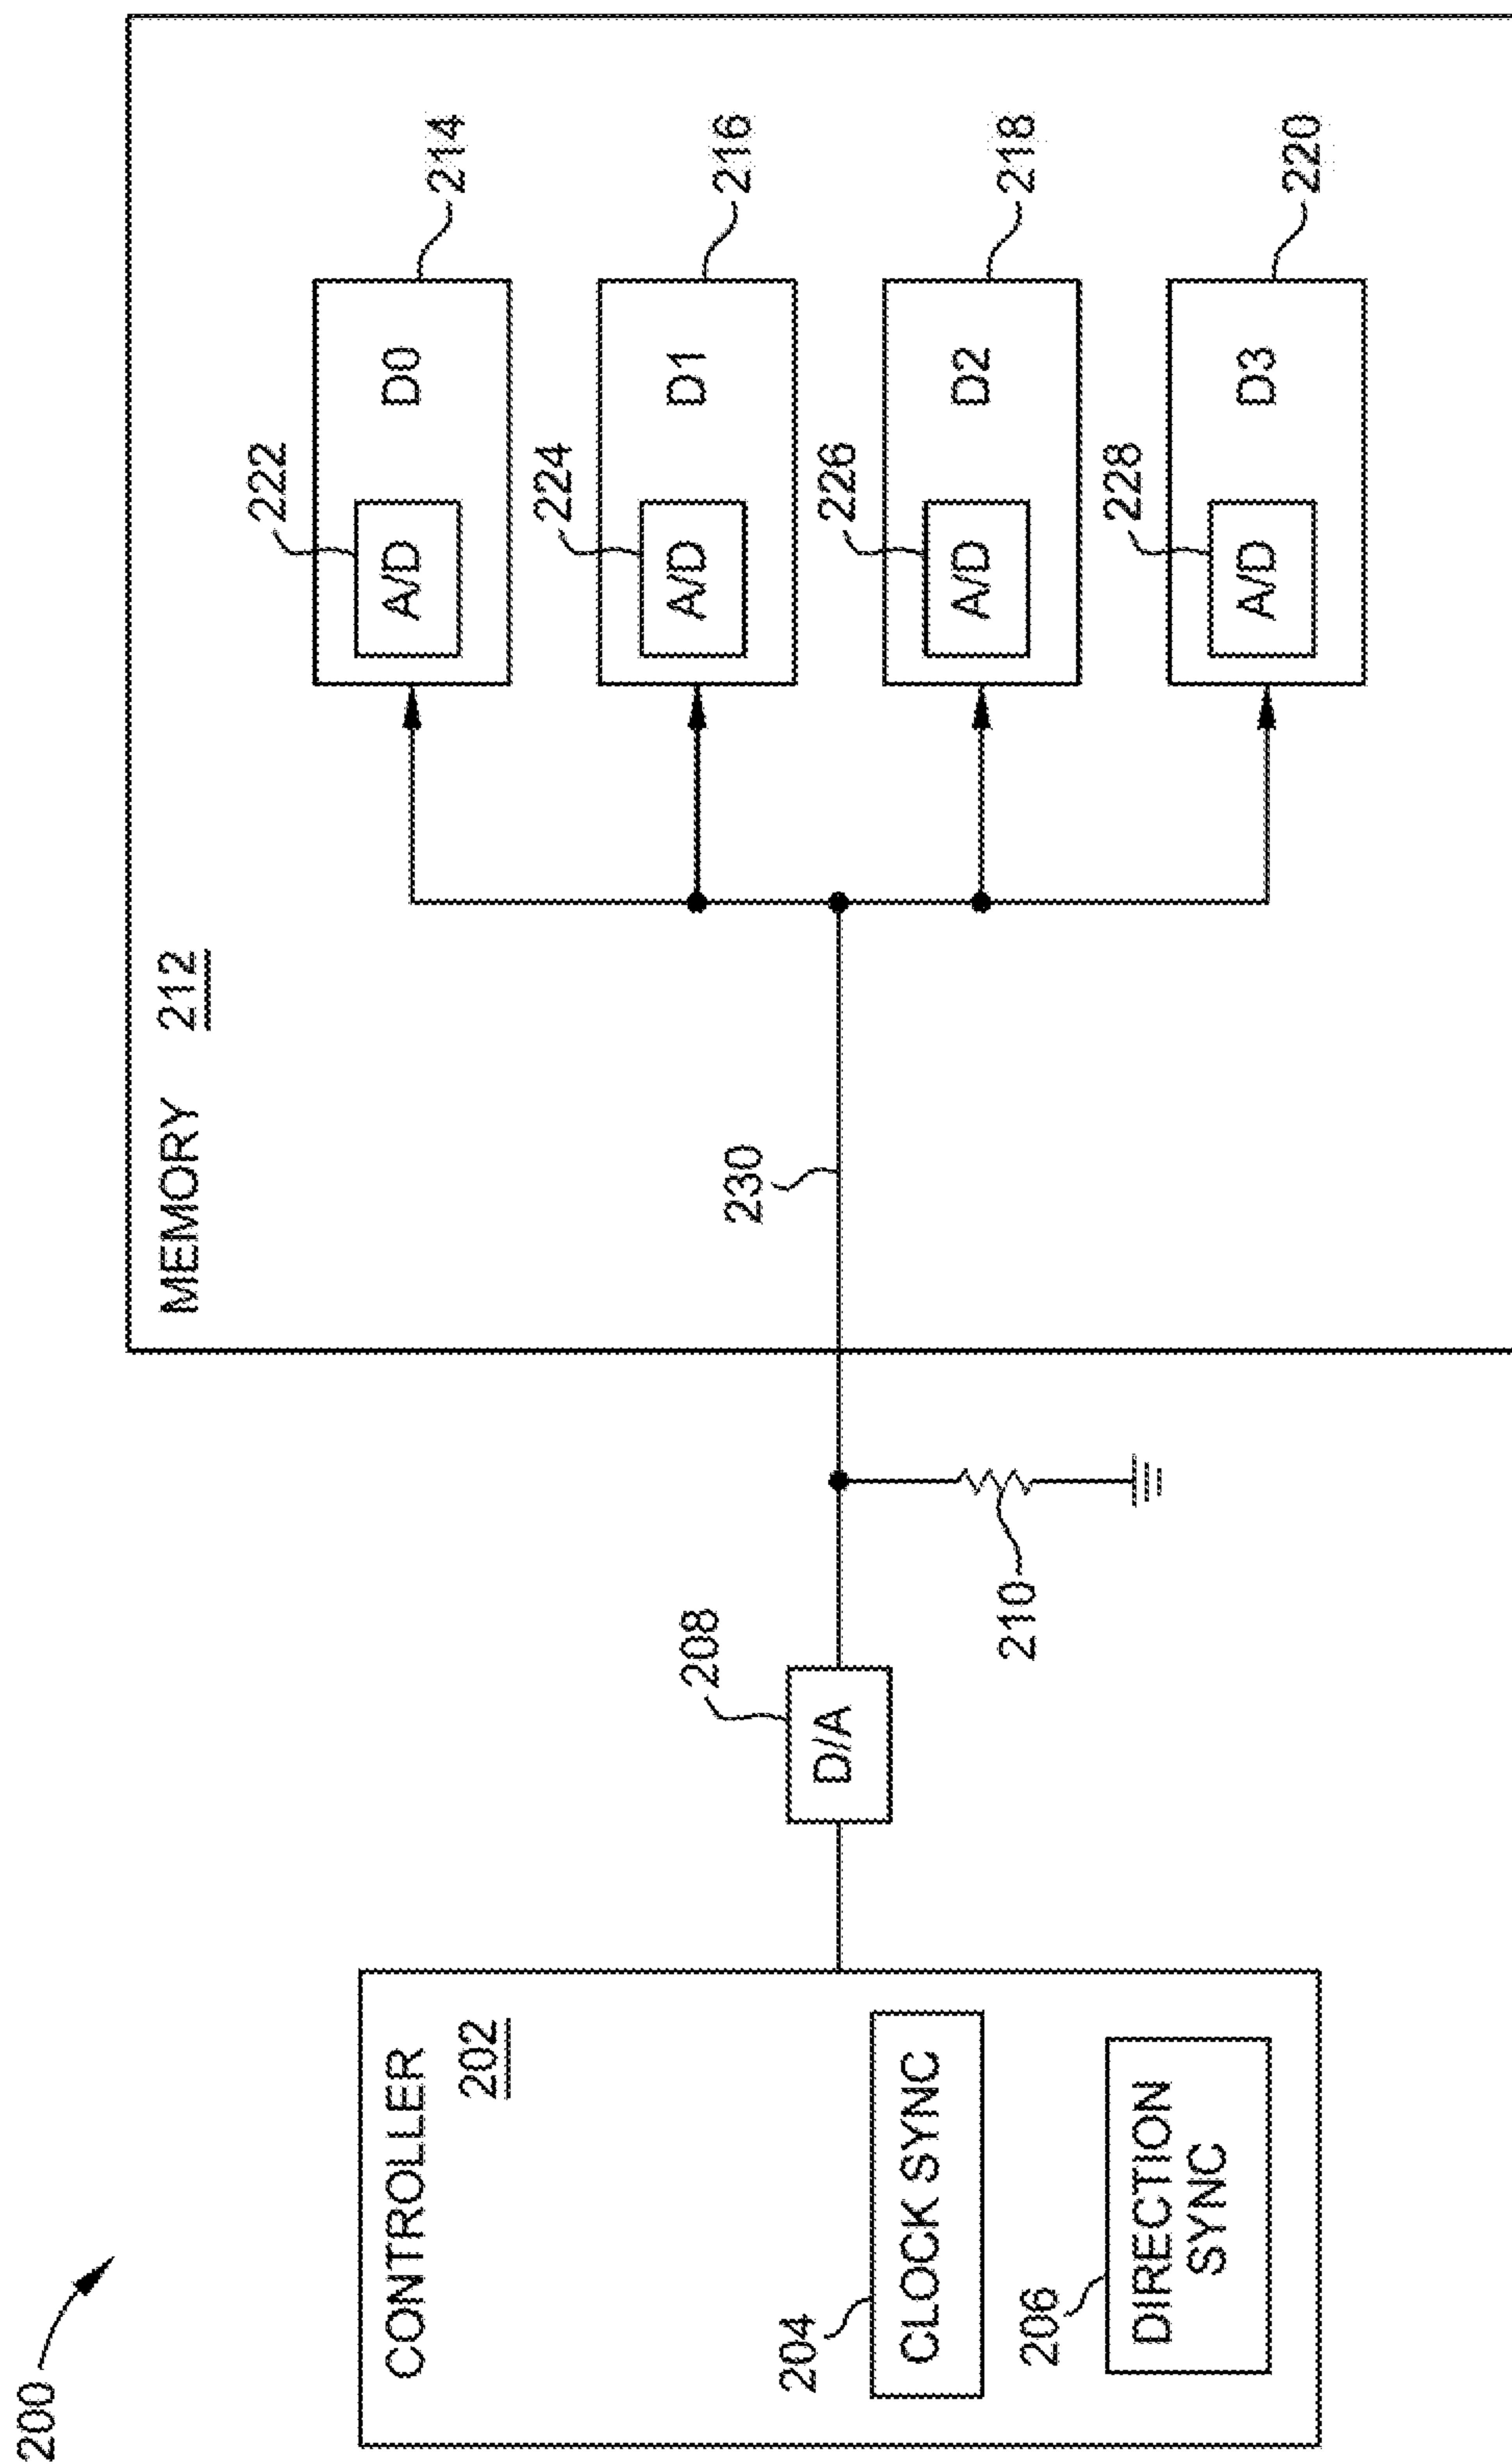 200
CONTROLLER
202
204
CLOCK SYNC
206
DIRECTION
SYNC
208
D/A
210
MEMORY 212
230
222
A/D
D0
214
224
A/D
D1
216
226
A/D
D2
218
228
A/D
D3
220